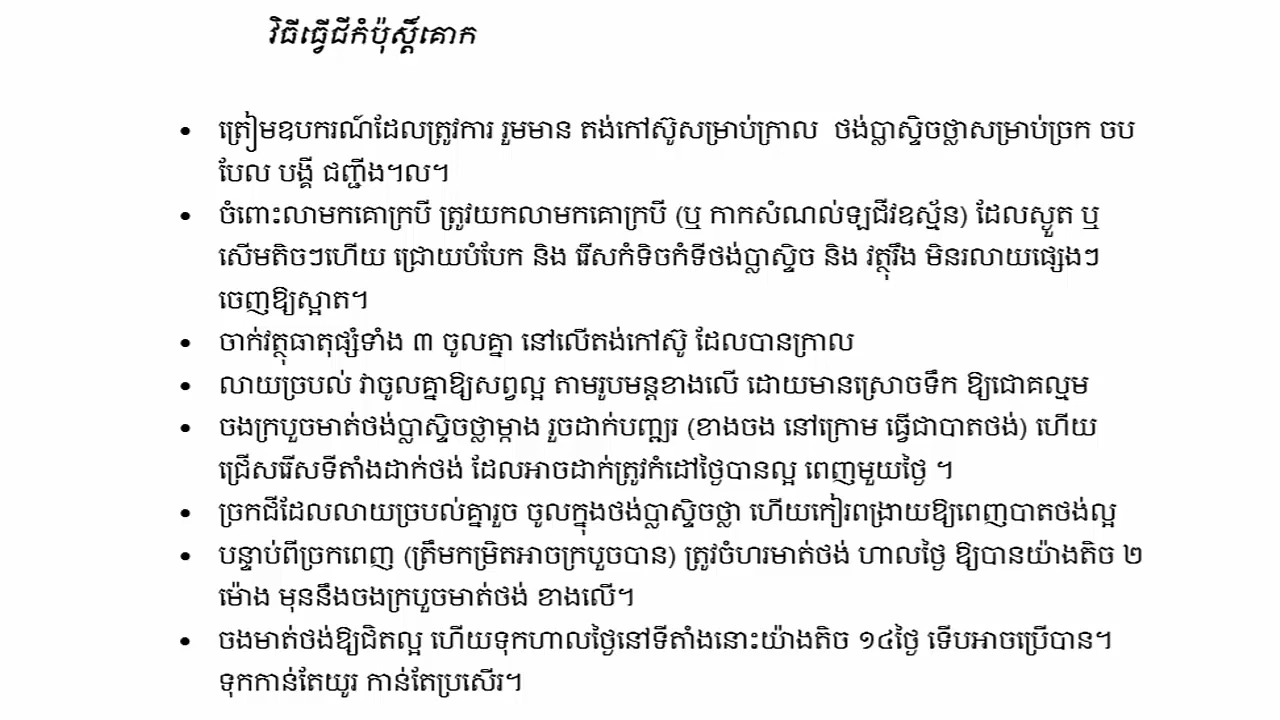 វិធីធ្វើជីកំប៉ុស្តិ៍គោក
• ត្រៀមឧបករណ៍ដែលត្រូវការ រួមមាន តង់កៅស៊ូសម្រាប់ក្រាល ថង់ប្លាស្ទិចថ្លាសម្រាប់ច្រក ចប
បែល បង្គី ជញ្ជីង។ល។
• ចំពោះលាមកគោក្របី ត្រូវយកលាមកគោក្របី (ឬ កាកសំណល់ឡជីវឧស្ម័ន) ដែលស្ងួត ឬ
សើមតិចៗហើយ ជ្រោយបំបែក និង រើសកំទិចកំទីថង់ប្លាស្ទិច និង វត្ថុរឹង មិនរលាយផ្សេងៗ
ចេញឱ្យស្អាត។
• ចាក់វត្ថុធាតុផ្សំទាំង ៣ ចូលគ្នា នៅលើតង់កៅស៊ូ ដែលបានក្រាល
• លាយច្របល់ វាចូលគ្នាឱ្យសព្វល្អ តាមរូបមន្តខាងលើ ដោយមានស្រោចទឹក ឱ្យជោគល្មម
• ចងក្របួចមាត់ថង់ប្លាស្ទិចថ្លាម្ខាង រួចដាក់បញ្ឈរ (ខាងចង នៅក្រោម ធ្វើជាបាតថង់) ហើយ
ជ្រើសរើសទីតាំងដាក់ថង់ ដែលអាចដាក់ត្រូវកំដៅថ្ងៃបានល្អ ពេញមួយថ្ងៃ ។
• ច្រកជីដែលលាយច្របល់គ្នារួច ចូលក្នុងថង់ប្លាស្ទិចថ្លា ហើយកៀរពង្រាយឱ្យពេញបាតថង់ល្អ
• បន្ទាប់ពីច្រកពេញ (ត្រឹមកម្រិតអាចក្របួចបាន) ត្រូវចំហរមាត់ថង់ ហាលថ្ងៃ ឱ្យបានយ៉ាងតិច ២
ម៉ោង មុននឹងចងក្របួចមាត់ថង់ ខាងលើ។
• ចងមាត់ថង់ឱ្យជិតល្អ ហើយទុកហាលថ្ងៃនៅទីតាំងនោះយ៉ាងតិច ១៤ថ្ងៃ ទើបអាចប្រើបាន។
ទុកកាន់តែយូរ កាន់តែប្រសើរ។